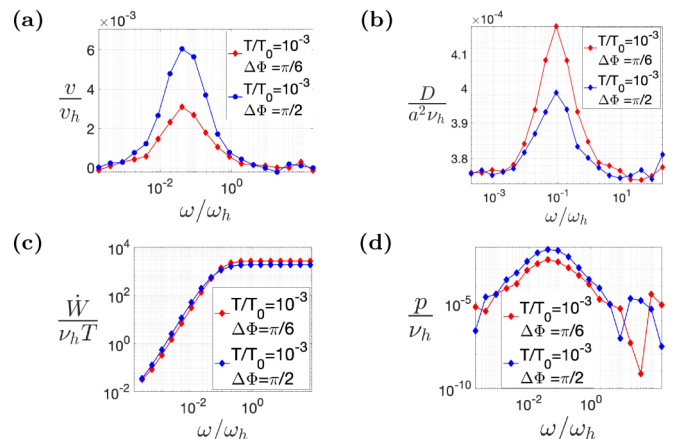 (a)
×10⁻³
6
4
2
0
v/v_h
T/T₀=10⁻³
ΔΦ=π/6
T/T₀=10⁻³
ΔΦ=π/2
10⁻² 10⁰
ω/ω_h
(b)
×10⁻⁴
4.1
4
3.9
3.8
D/a²ν_h
T/T₀=10⁻³
ΔΦ=π/6
T/T₀=10⁻³
ΔΦ=π/2
10⁻³ 10⁻¹ 10¹
ω/ω_h
(c)
10⁴
10²
10⁰
10⁻²
Ẇ/ν_hT
T/T₀=10⁻³
ΔΦ=π/6
T/T₀=10⁻³
ΔΦ=π/2
10⁻² 10⁰
ω/ω_h
(d)
10⁻⁵
10⁻¹⁰
p/ν_h
T/T₀=10⁻³
ΔΦ=π/6
T/T₀=10⁻³
ΔΦ=π/2
10⁻² 10⁰
ω/ω_h